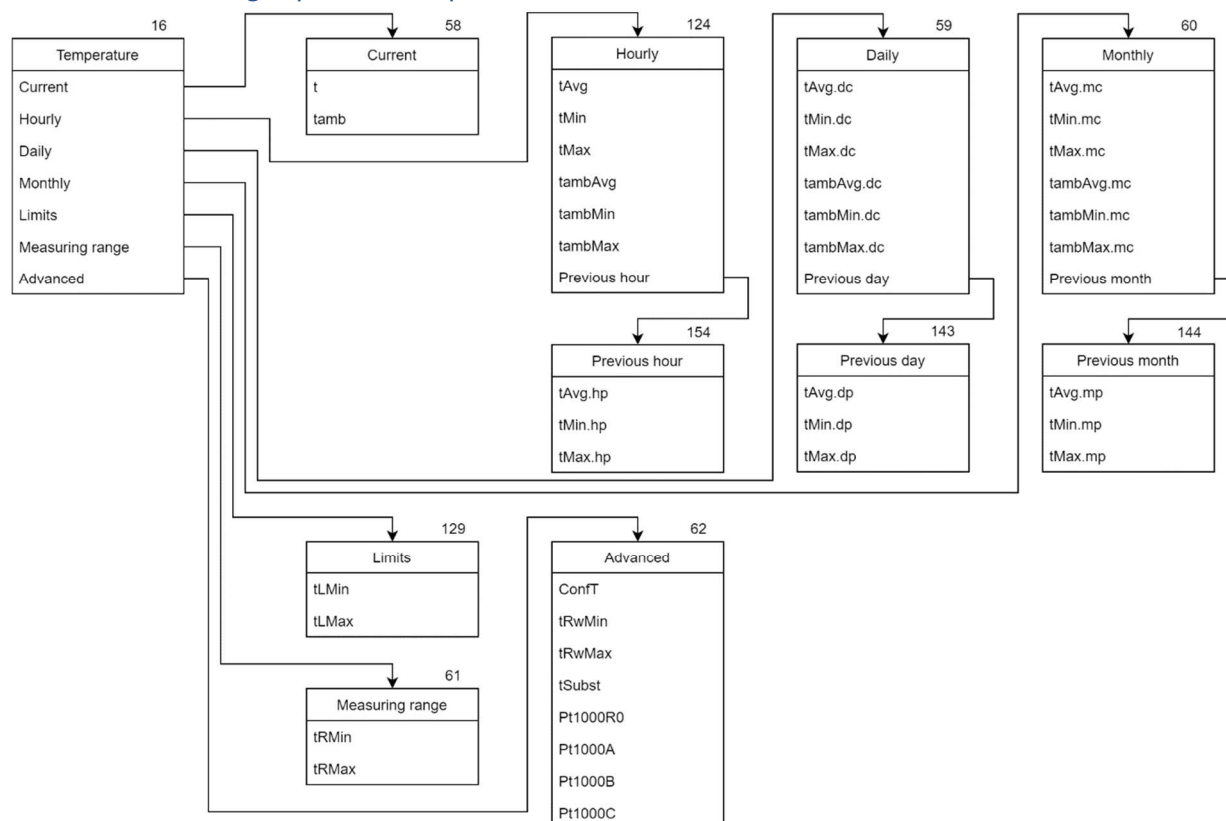 16
Temperature
Current
Hourly
Daily
Monthly
Limits
Measuring range
Advanced
58
Current
t
tamb
124
Hourly
tAvg
tMin
tMax
tambAvg
tambMin
tambMax
Previous hour
154
Previous hour
tAvg.hp
tMin.hp
tMax.hp
59
Daily
tAvg.dc
tMin.dc
tMax.dc
tambAvg.dc
tambMin.dc
tambMax.dc
Previous day
143
Previous day
tAvg.dp
tMin.dp
tMax.dp
60
Monthly
tAvg.mc
tMin.mc
tMax.mc
tambAvg.mc
tambMin.mc
tambMax.mc
Previous month
144
Previous month
tAvg.mp
tMin.mp
tMax.mp
129
Limits
tLMin
tLMax
61
Measuring range
tRMin
tRMax
62
Advanced
ConfT
tRwMin
tRwMax
tSubst
Pt1000R0
Pt1000A
Pt1000B
Pt1000C